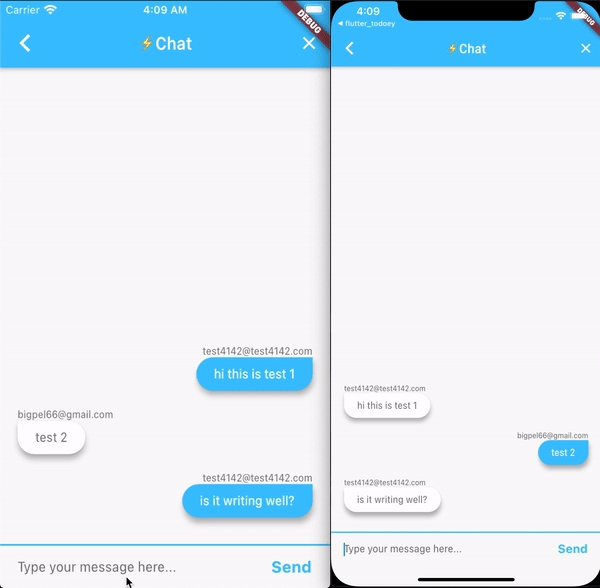 Carrier 4:09 AM
DEBUG
⚡Chat
test4142@test4142.com
hi this is test 1
bigpel66@gmail.com
test 2
test4142@test4142.com
is it writing well?
Type your message here...
Send
4:09
flutter_todoey
DEBUG
⚡Chat
test4142@test4142.com
hi this is test 1
bigpel66@gmail.com
test 2
test4142@test4142.com
is it writing well?
Type your message here...
Send